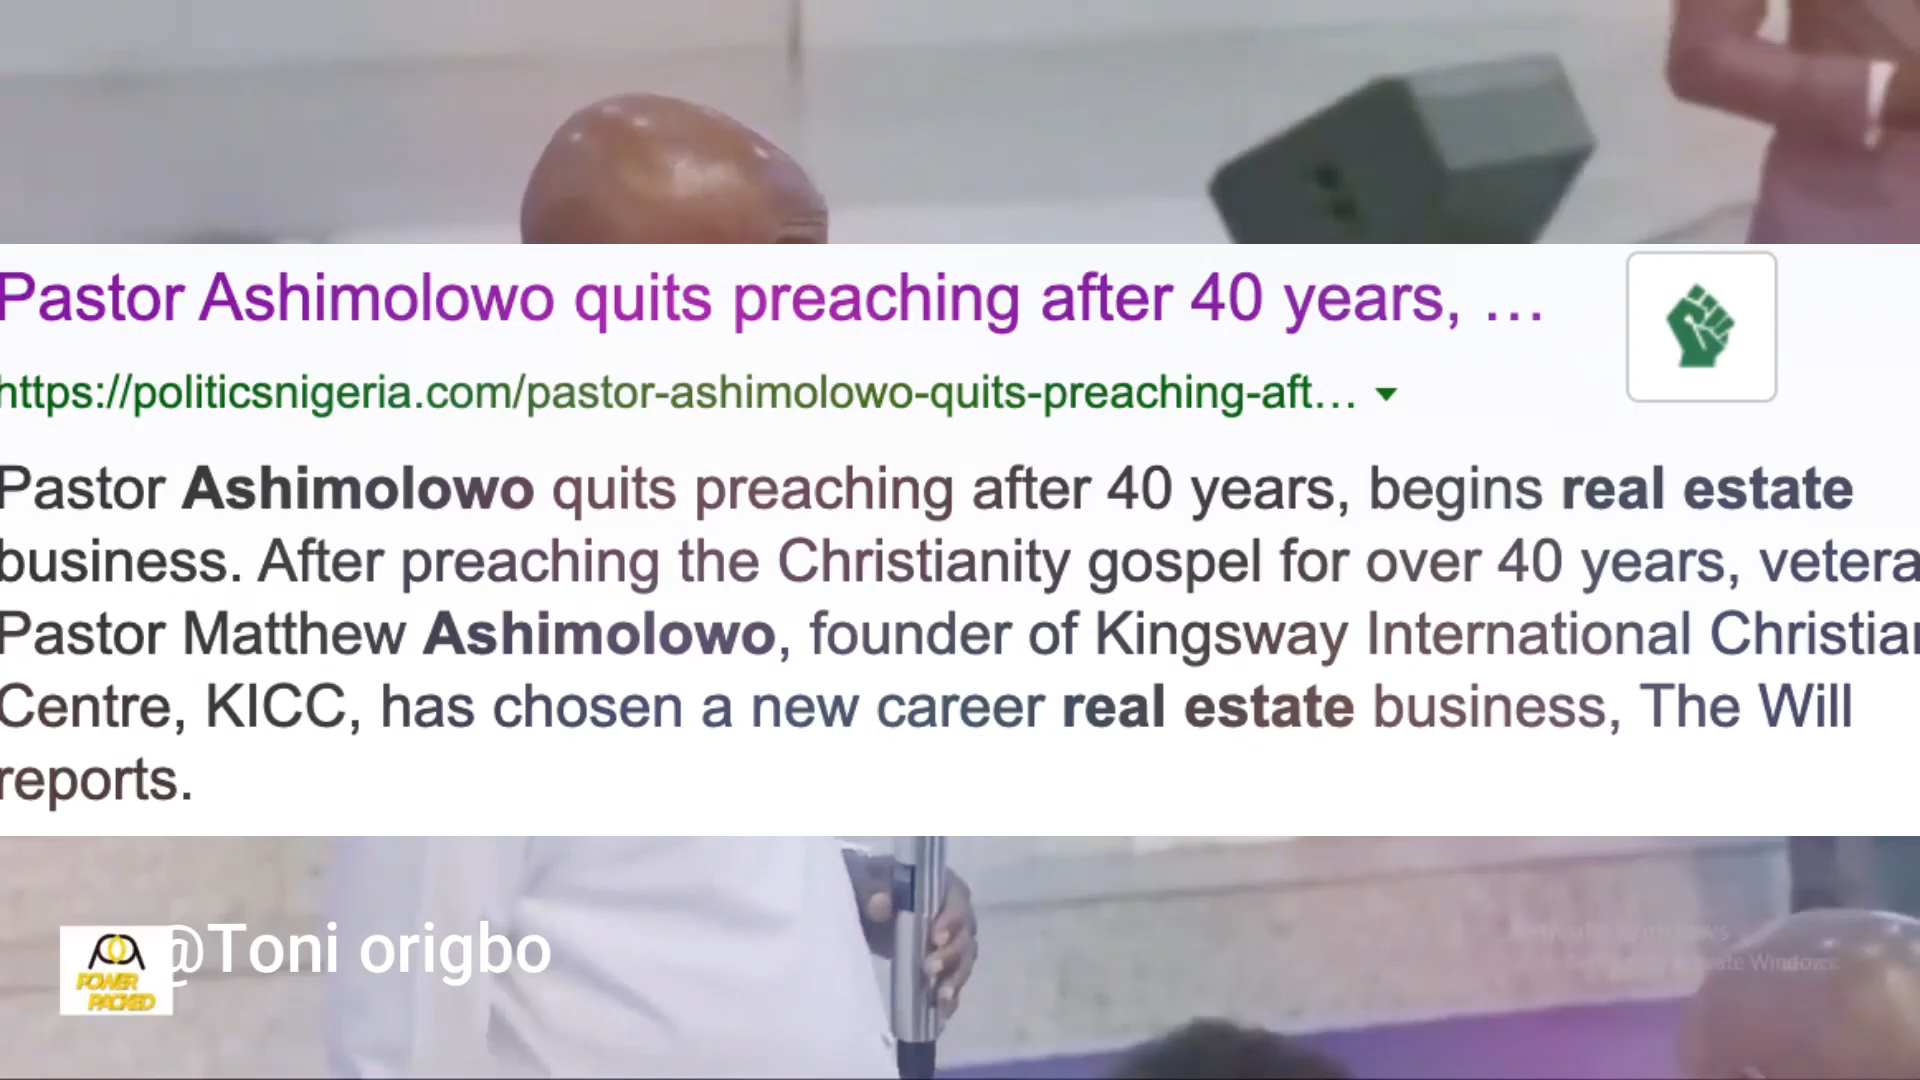 Pastor Ashimolowo quits preaching after 40 years, ...
https://politicsnigeria.com/pastor-ashimolowo-quits-preaching-aft...
Pastor Ashimolowo quits preaching after 40 years, begins real estate
business. After preaching the Christianity gospel for over 40 years, vetera
Pastor Matthew Ashimolowo, founder of Kingsway International Christian
Centre, KICC, has chosen a new career real estate business, The Will
reports.
@Toni origbo
POWER
PACKED